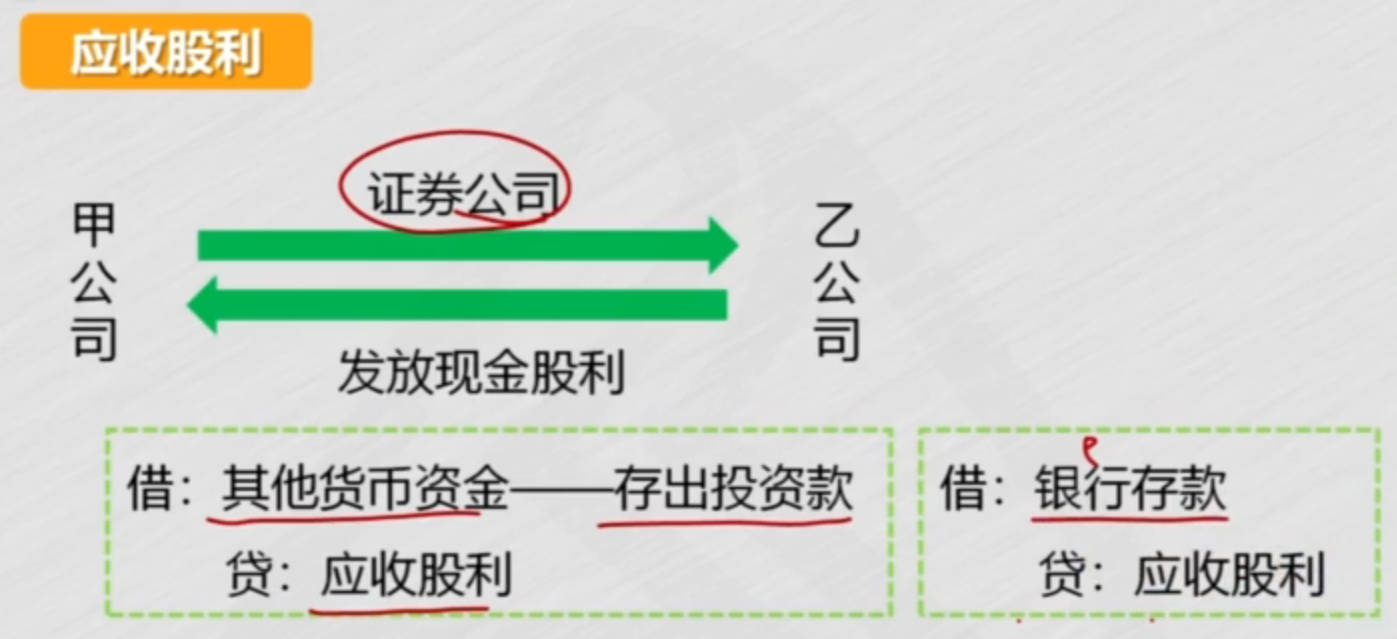 应收股利
证券公司
甲公司
乙公司
发放现金股利
借：其他货币资金——存出投资款
贷：应收股利
借：银行存款
贷：应收股利